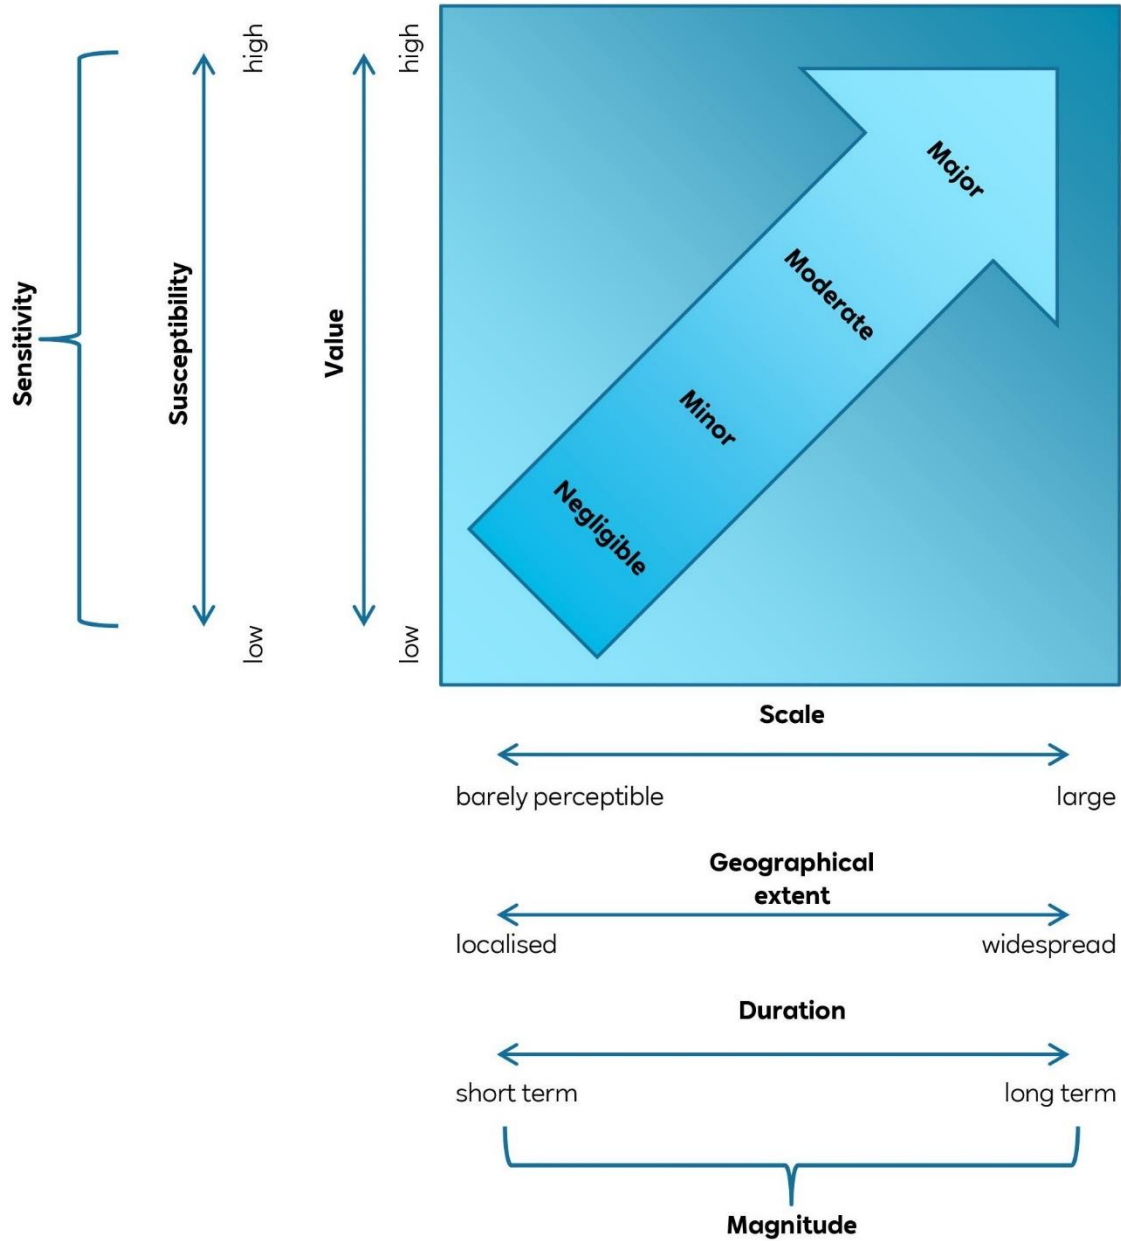 high
high
Sensitivity
Susceptibility
Value
low
low
Major
Moderate
Minor
Negligible
Scale
barely perceptible
large
Geographical
extent
localised
widespread
Duration
short term
long term
Magnitude